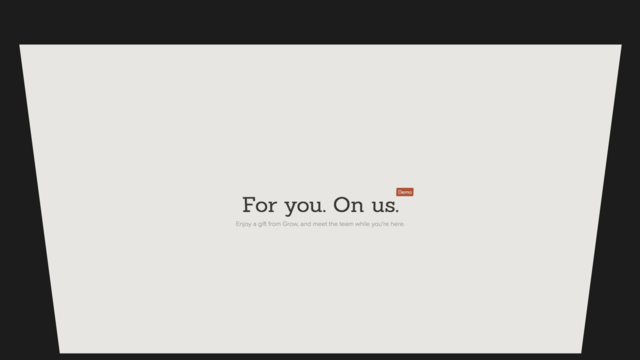 Demo
For you. On us.
Enjoy a gift from Grow, and meet the team while you're here.